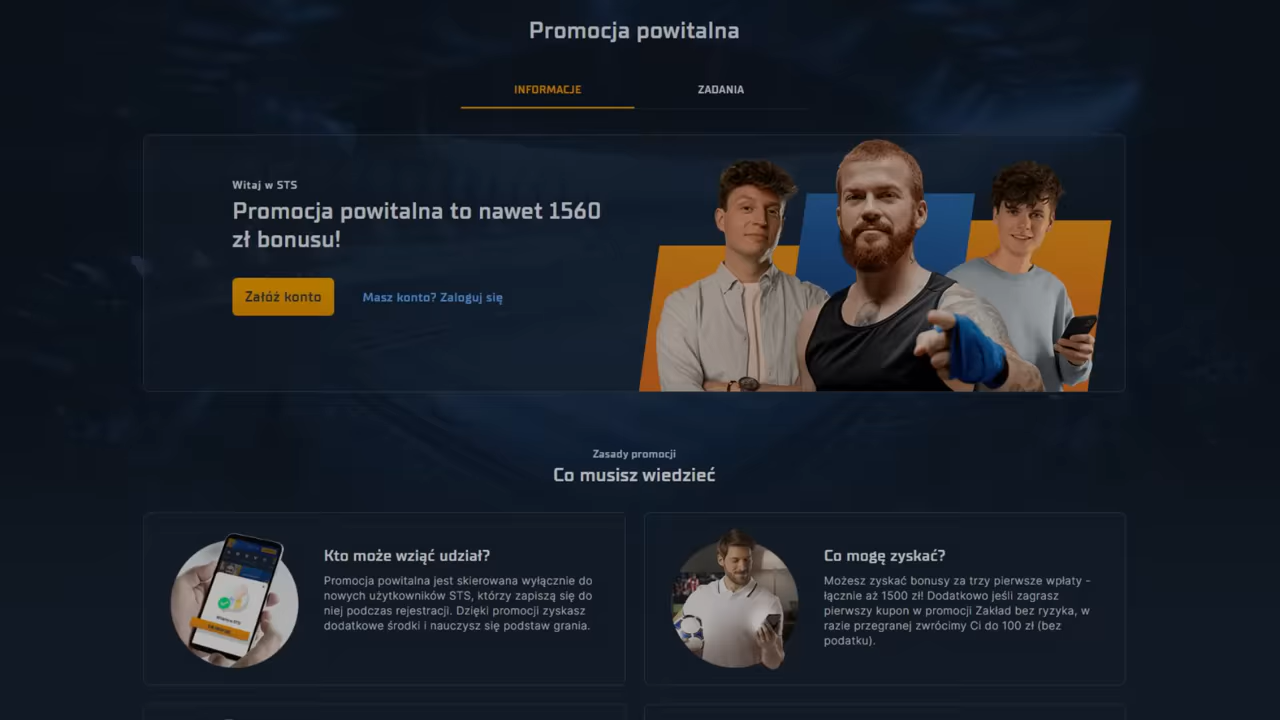 Promocja powitalna
INFORMACJE
ZADANIA
Witaj w STS
Promocja powitalna to nawet 1560
zł bonusu!
Załóż konto
Masz konto? Zaloguj się
Zasady promocji
Co musisz wiedzieć
Kto może wziąć udział?
Promocja powitalna jest skierowana wyłącznie do
nowych użytkowników STS, którzy zapiszą się do
niej podczas rejestracji. Dzięki promocji zyskasz
dodatkowe środki i nauczysz się podstaw grania.
Co mogę zyskać?
Możesz zyskać bonusy za trzy pierwsze wpłaty -
łącznie aż 1500 zł! Dodatkowo jeśli zagrasz
pierwszy kupon w promocji Zakład bez ryzyka, w
razie przegranej zwrócimy Ci do 100 zł (bez
podatku).